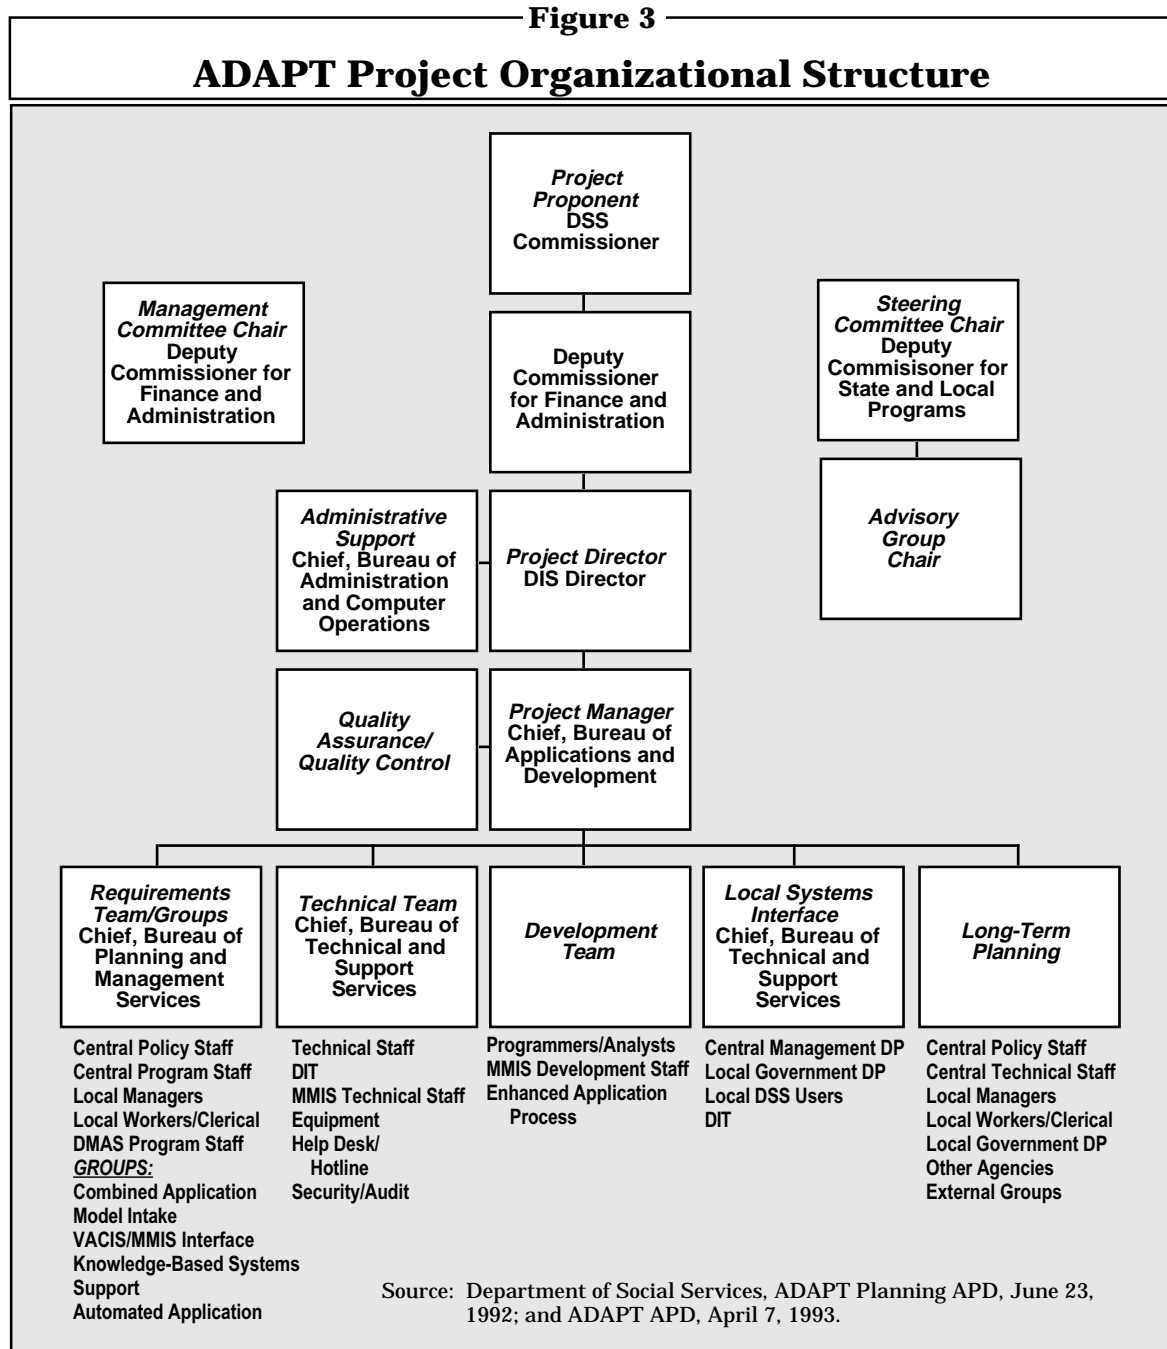 Figure 3
ADAPT Project Organizational Structure
Project
Proponent
DSS
Commissioner
Management
Committee Chair
Deputy
Commissioner for
Finance and
Administration
Deputy
Commissioner
for Finance and
Administration
Steering
Committee Chair
Deputy
Commisisoner for
State and Local
Programs
Administrative
Support
Chief, Bureau of
Administration
and Computer
Operations
Project Director
DIS Director
Advisory
Group
Chair
Quality
Assurance/
Quality Control
Project Manager
Chief, Bureau of
Applications and
Development
Requirements
Team/Groups
Chief, Bureau of
Planning and
Management
Services
Technical Team
Chief, Bureau of
Technical and
Support
Services
Development
Team
Local Systems
Interface
Chief, Bureau of
Technical and
Support
Services
Long-Term
Planning
Central Policy Staff
Central Program Staff
Local Managers
Local Workers/Clerical
DMAS Program Staff
GROUPS:
Combined Application
Model Intake
VACIS/MMIS Interface
Knowledge-Based Systems
Support
Automated Application
Technical Staff
DIT
MMIS Technical Staff
Equipment
Help Desk/
Hotline
Security/Audit
Programmers/Analysts
MMIS Development Staff
Enhanced Application
Process
Central Management DP
Local Government DP
Local DSS Users
DIT
Central Policy Staff
Central Technical Staff
Local Managers
Local Workers/Clerical
Local Government DP
Other Agencies
External Groups
Source: Department of Social Services, ADAPT Planning APD, June 23,
1992; and ADAPT APD, April 7, 1993.